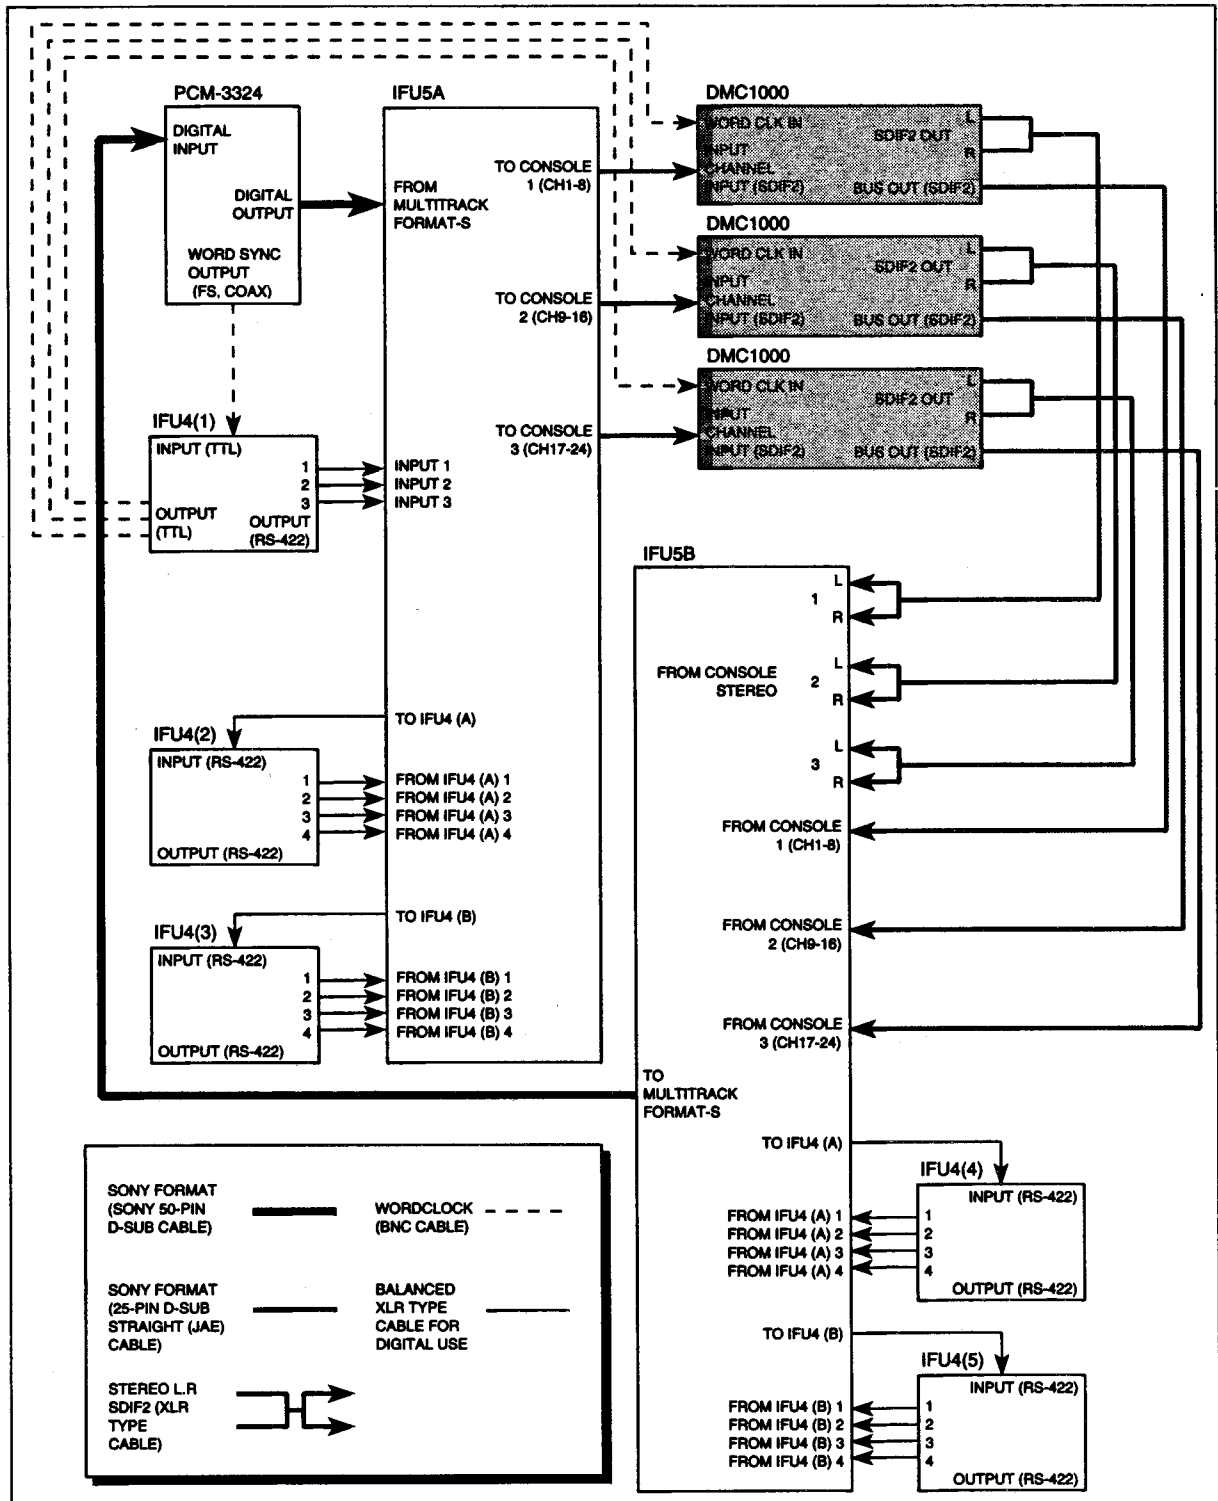 PCM-3324
DIGITAL
INPUT
DIGITAL
OUTPUT
WORD SYNC
OUTPUT
(FS, COAX)
IFU5A
FROM
MULTITRACK
FORMAT-S
TO CONSOLE
1 (CH1-8)
TO CONSOLE
2 (CH9-16)
TO CONSOLE
3 (CH17-24)
DMC1000
WORD CLK IN
INPUT
CHANNEL
INPUT (SDIF2)
L
SDIF2 OUT
R
BUS OUT (SDIF2)
DMC1000
WORD CLK IN
INPUT
CHANNEL
INPUT (SDIF2)
L
SDIF2 OUT
R
BUS OUT (SDIF2)
DMC1000
WORD CLK IN
INPUT
CHANNEL
INPUT (SDIF2)
L
SDIF2 OUT
R
BUS OUT (SDIF2)
IFU4(1)
INPUT (TTL)
1
2
3
OUTPUT
(TTL)
OUTPUT
(RS-422)
INPUT 1
INPUT 2
INPUT 3
IFU5B
L
1
R
FROM CONSOLE
STEREO
L
2
R
L
3
R
FROM CONSOLE
1 (CH1-8)
FROM CONSOLE
2 (CH9-16)
FROM CONSOLE
3 (CH17-24)
TO IFU4 (A)
IFU4(2)
INPUT (RS-422)
1
2
3
4
OUTPUT (RS-422)
FROM IFU4 (A) 1
FROM IFU4 (A) 2
FROM IFU4 (A) 3
FROM IFU4 (A) 4
TO IFU4 (B)
IFU4(3)
INPUT (RS-422)
1
2
3
4
OUTPUT (RS-422)
FROM IFU4 (B) 1
FROM IFU4 (B) 2
FROM IFU4 (B) 3
FROM IFU4 (B) 4
TO
MULTITRACK
FORMAT-S
TO IFU4 (A)
IFU4(4)
INPUT (RS-422)
FROM IFU4 (A) 1
FROM IFU4 (A) 2
FROM IFU4 (A) 3
FROM IFU4 (A) 4
1
2
3
4
OUTPUT (RS-422)
TO IFU4 (B)
IFU4(5)
INPUT (RS-422)
FROM IFU4 (B) 1
FROM IFU4 (B) 2
FROM IFU4 (B) 3
FROM IFU4 (B) 4
1
2
3
4
OUTPUT (RS-422)
SONY FORMAT
(SONY 50-PIN
D-SUB CABLE)
WORDCLOCK
(BNC CABLE)
SONY FORMAT
(25-PIN D-SUB
STRAIGHT (JAE)
CABLE)
BALANCED
XLR TYPE
CABLE FOR
DIGITAL USE
STEREO L.R
SDIF2 (XLR
TYPE
CABLE)